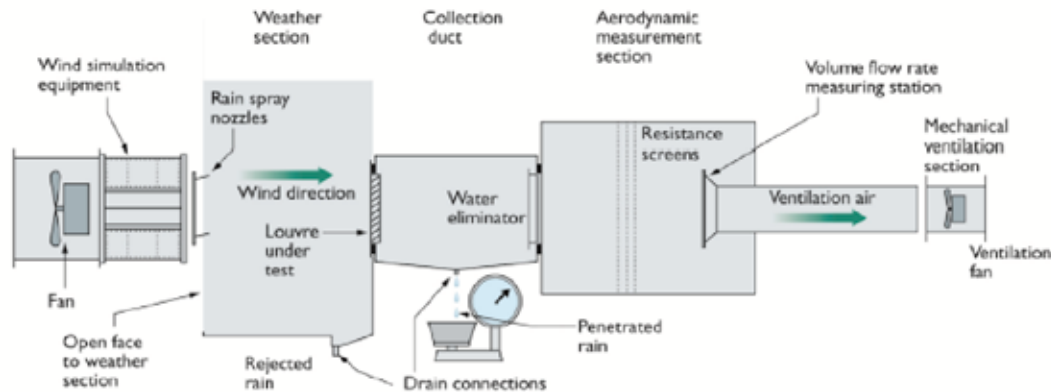 Weather
section
Collection
duct
Aerodynamic
measurement
section
Wind simulation
equipment
Rain spray
nozzles
Volume flow rate
measuring station
Resistance
screens
Mechanical
ventilation
section
Wind direction
Water
eliminator
Ventilation air
Louvre
under
test
Ventilation
fan
Fan
Open face
to weather
section
Rejected
rain
Drain connections
Penetrated
rain